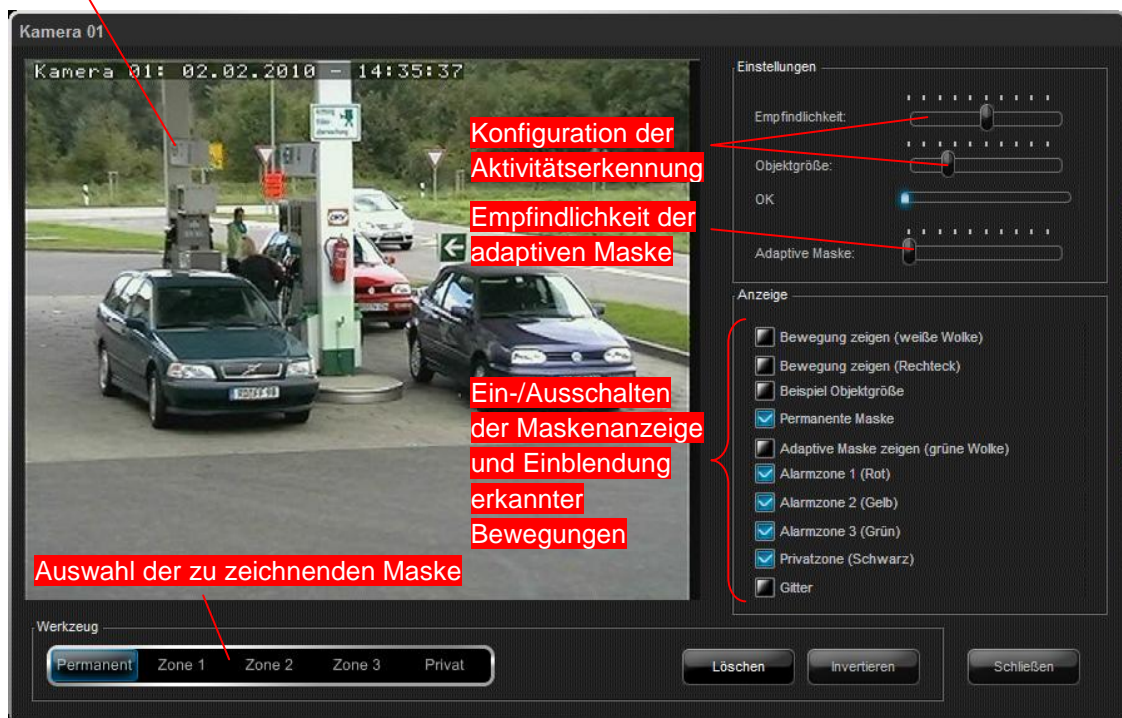 Kamera 01
Kamera 01: 02.02.2010 - 14:35:37
Achtung
Konfiguration der
Aktivitätserkennung
Empfindlichkeit der
adaptiven Maske
Ein-/Ausschalten
der Maskenanzeige
und Einblendung
erkannter
Bewegungen
Auswahl der zu zeichnenden Maske
Einstellungen
Empfindlichkeit:
Objektgröße:
OK
Adaptive Maske:
Anzeige
Bewegung zeigen (weiße Wolke)
Bewegung zeigen (Rechteck)
Beispiel Objektgröße
Permanente Maske
Adaptive Maske zeigen (grüne Wolke)
Alarmzone 1 (Rot)
Alarmzone 2 (Gelb)
Alarmzone 3 (Grün)
Privatzone (Schwarz)
Gitter
Werkzeug
Permanent Zone 1 Zone 2 Zone 3 Privat
Löschen Invertieren Schließen